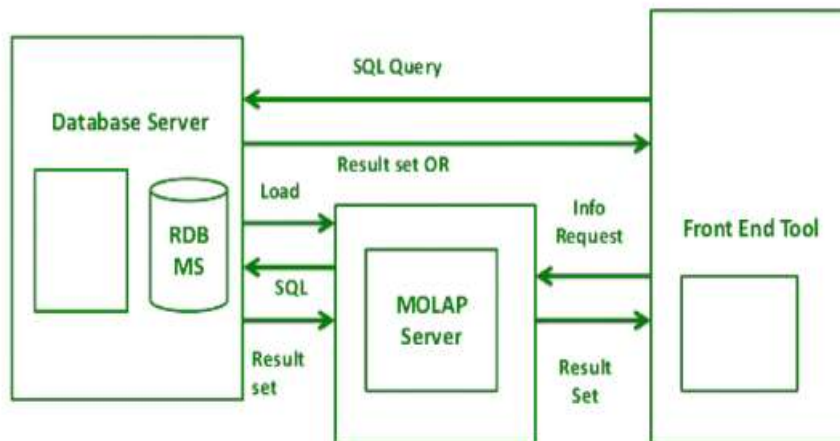 SQL Query
Database Server
Result set OR
Load
RDB
MS
SQL
Result
set
MOLAP
Server
Info
Request
Result
Set
Front End Tool